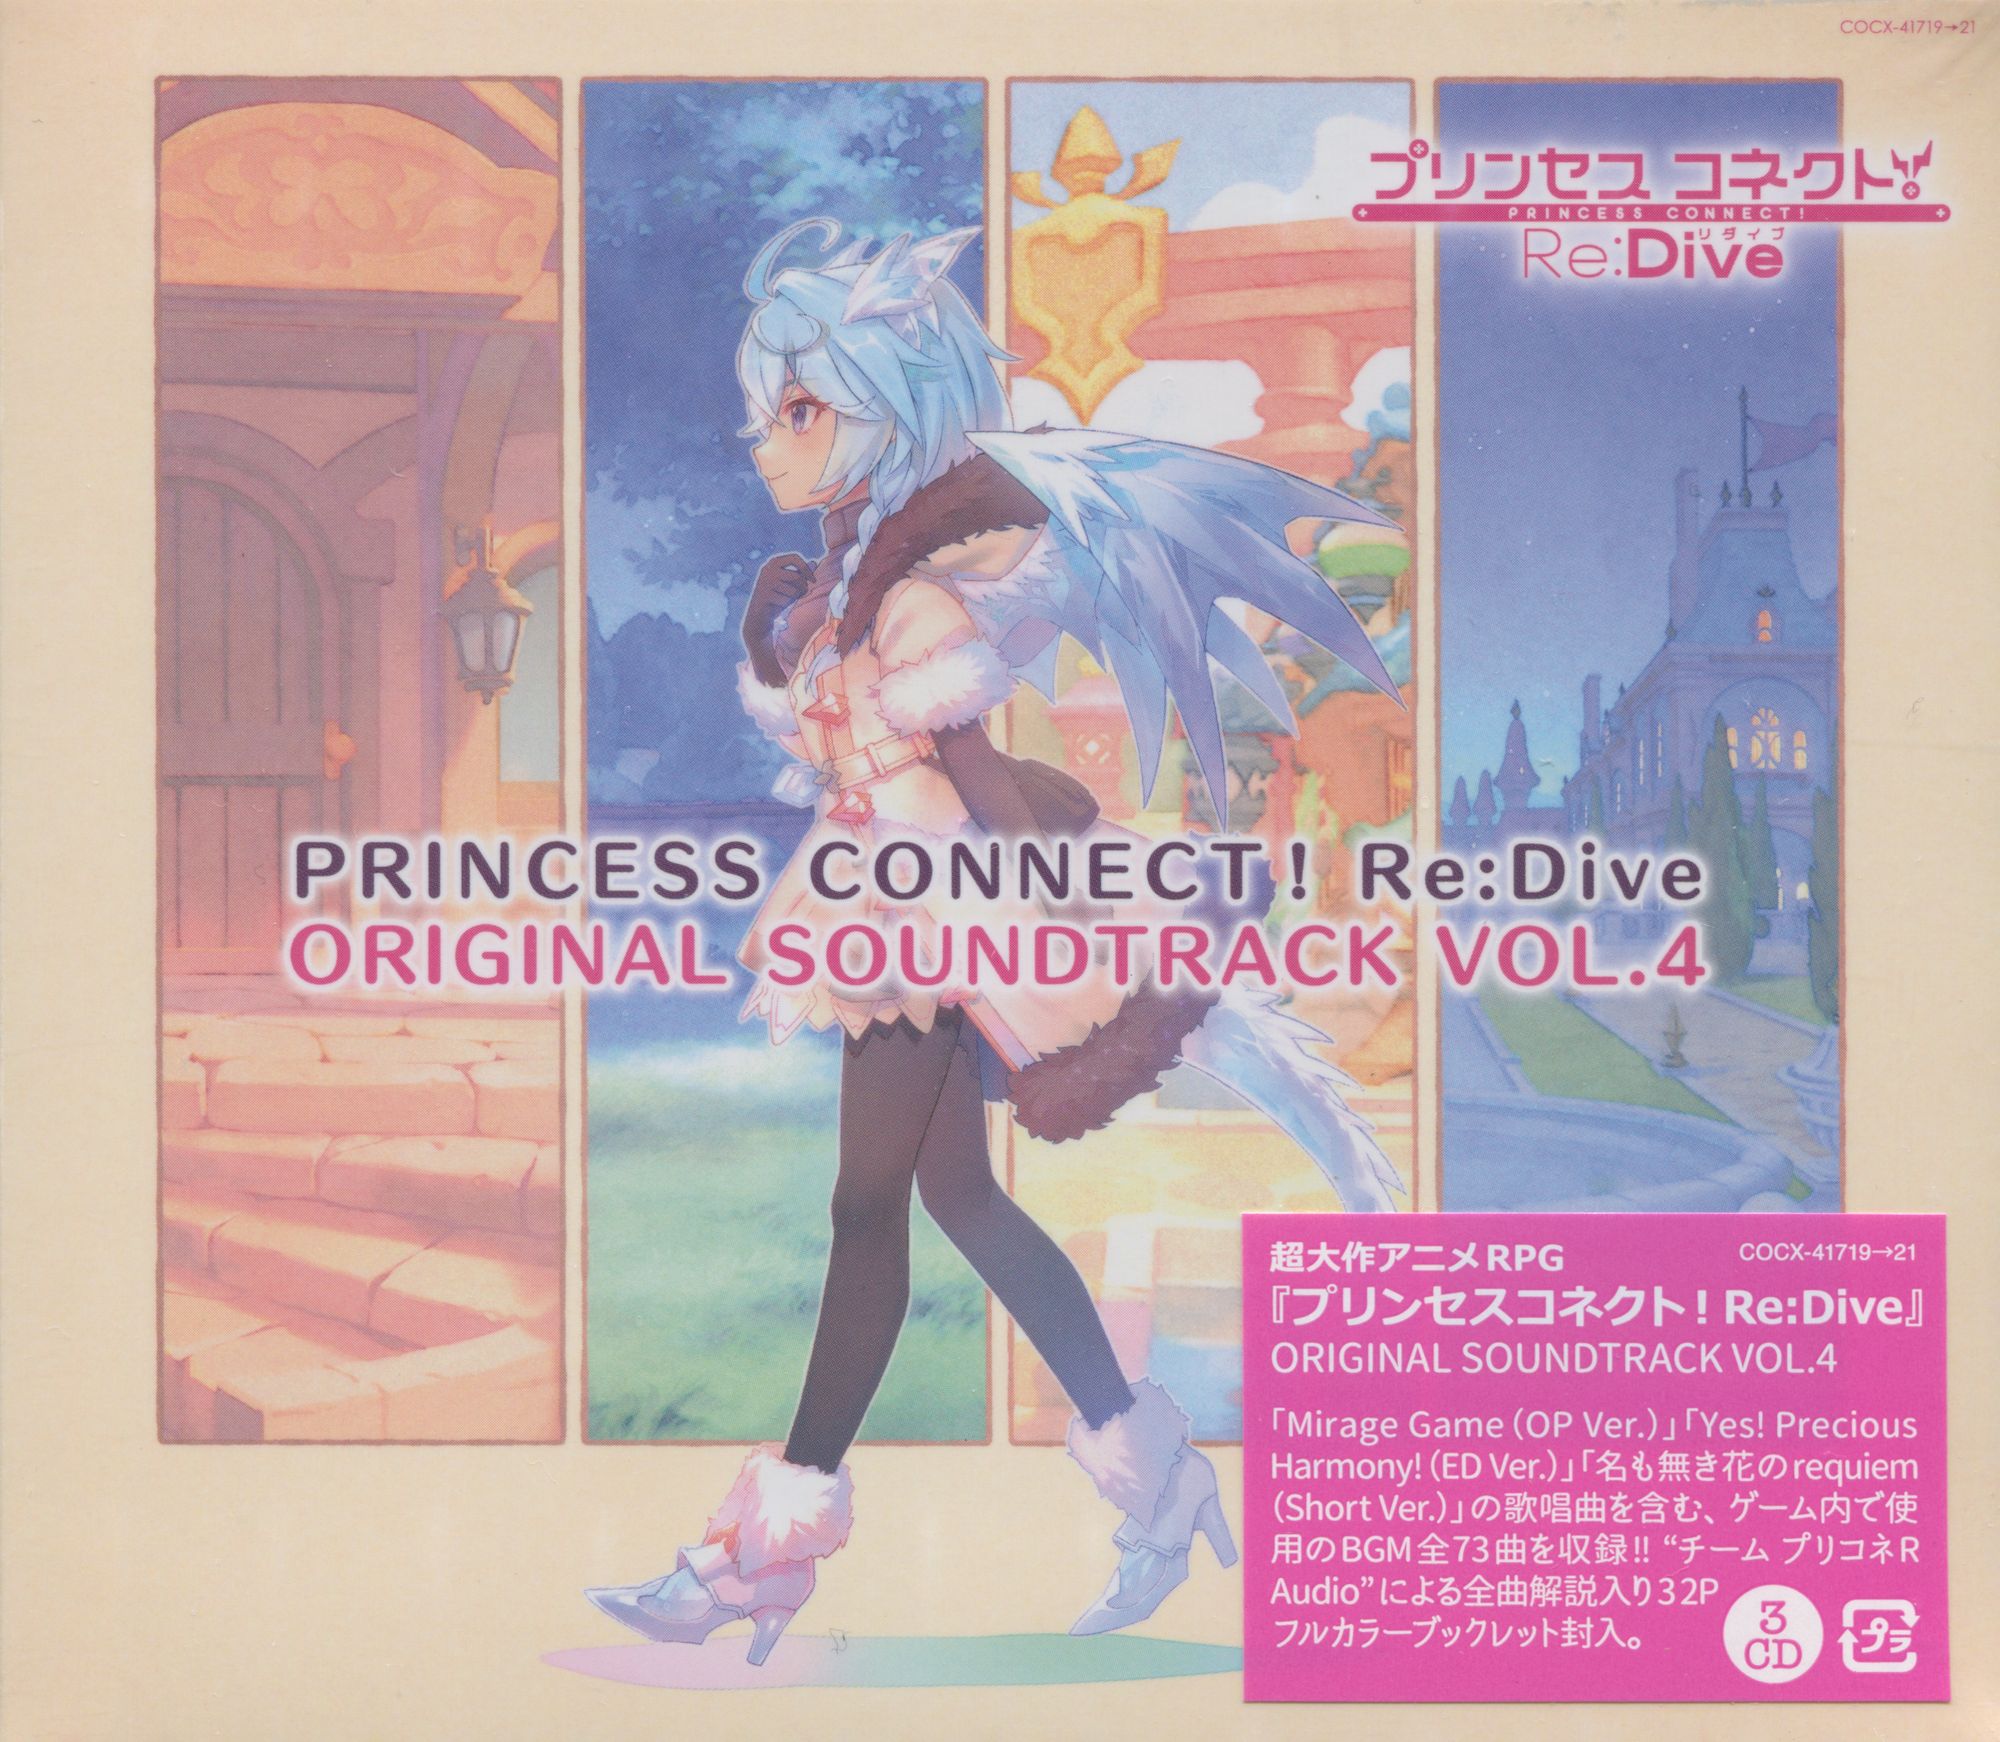 COCX-41719→21
プリンセス コネクト!
PRINCESS CONNECT!
リダイブ
Re:Dive
PRINCESS CONNECT! Re:Dive
ORIGINAL SOUNDTRACK VOL.4
超大作アニメRPG
COCX-41719→21
『プリンセスコネクト! Re:Dive』
ORIGINAL SOUNDTRACK VOL.4
「Mirage Game (OP Ver.)」「Yes! Precious
Harmony! (ED Ver.)」「名も無き花のrequiem
(Short Ver.)」の歌唱曲を含む、ゲーム内で使
用のBGM全73曲を収録!! “チーム プリコネR
Audio”による全曲解説入り32P
フルカラーブックレット封入。
3
CD
プラ